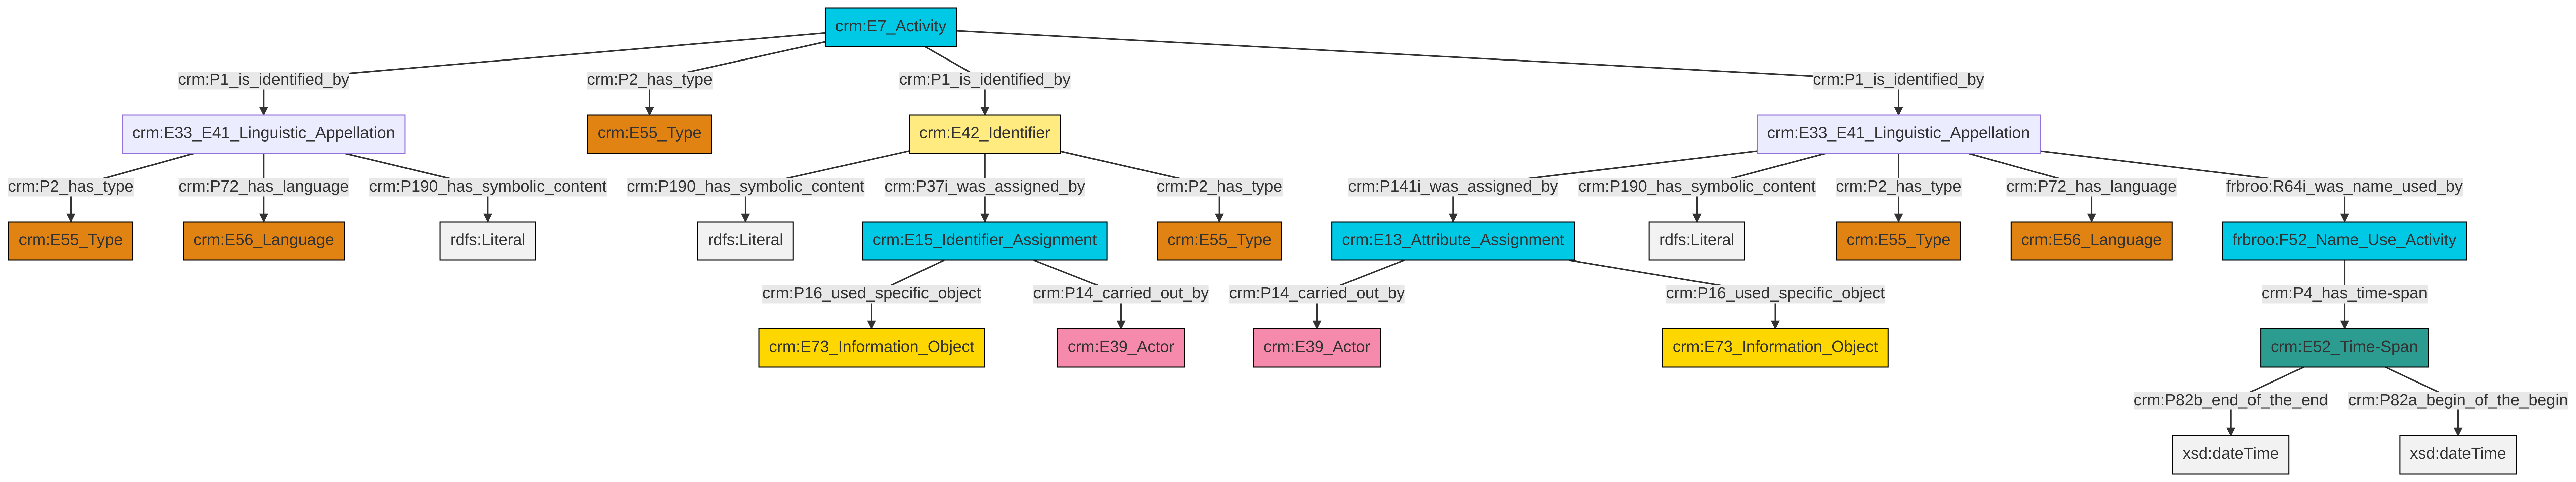 crm:E7_Activity
crm:P1_is_identified_by
crm:P2_has_type
crm:P1_is_identified_by
crm:P1_is_identified_by
crm:E33_E41_Linguistic_Appellation
crm:E55_Type
crm:E42_Identifier
crm:E33_E41_Linguistic_Appellation
crm:P2_has_type
crm:P72_has_language
crm:P190_has_symbolic_content
crm:P190_has_symbolic_content
crm:P37i_was_assigned_by
crm:P2_has_type
crm:P141i_was_assigned_by
crm:P190_has_symbolic_content
crm:P2_has_type
crm:P72_has_language
frbroo:R64i_was_name_used_by
crm:E55_Type
crm:E56_Language
rdfs:Literal
rdfs:Literal
crm:E15_Identifier_Assignment
crm:E55_Type
crm:E13_Attribute_Assignment
rdfs:Literal
crm:E55_Type
crm:E56_Language
frbroo:F52_Name_Use_Activity
crm:P16_used_specific_object
crm:P14_carried_out_by
crm:P14_carried_out_by
crm:P16_used_specific_object
crm:P4_has_time-span
crm:E73_Information_Object
crm:E39_Actor
crm:E39_Actor
crm:E73_Information_Object
crm:E52_Time-Span
crm:P82b_end_of_the_end
crm:P82a_begin_of_the_begin
xsd:dateTime
xsd:dateTime